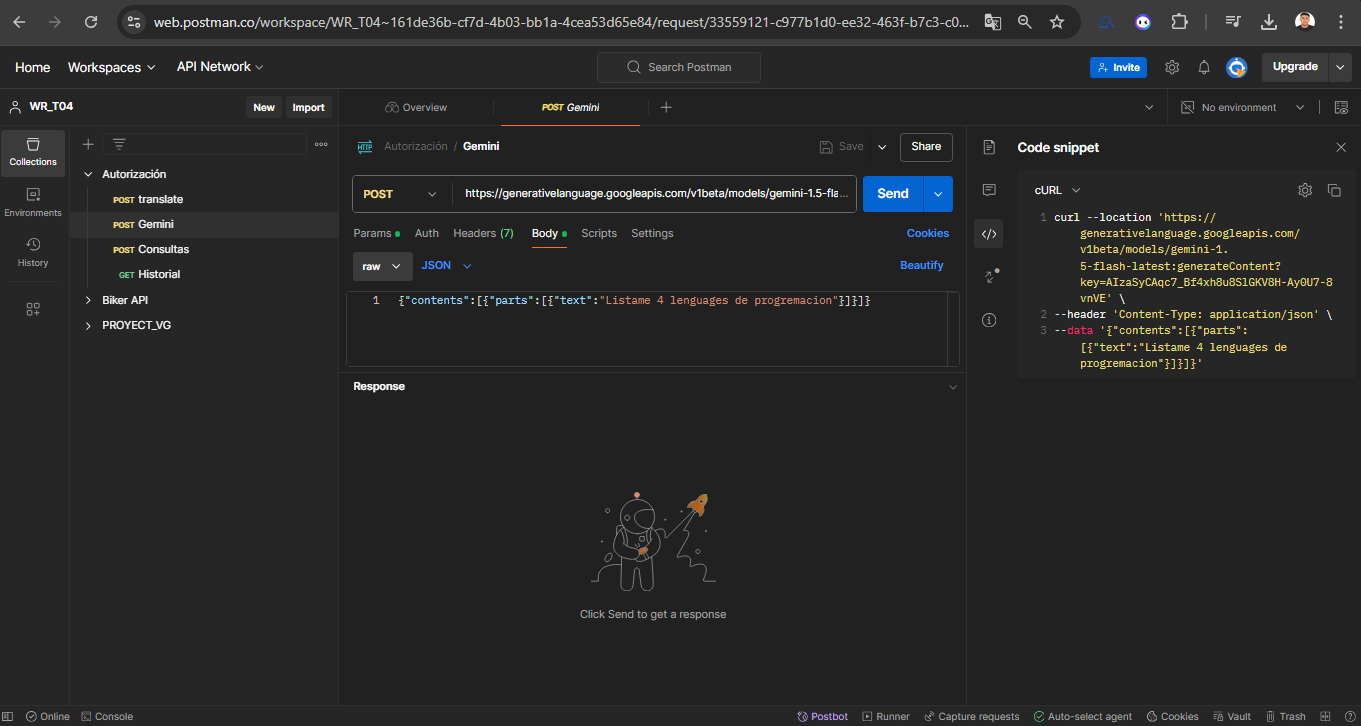 web.postman.co/workspace/WR_T04~161de36b-cf7d-4b03-bb1a-4cea53d65e84/request/33559121-c977b1d0-ee32-463f-b7c3-c0...
Home Workspaces API Network Search Postman Invite Upgrade
WR_T04 New Import Overview POST Gemini No environment
Collections
Environments
History
Autorización
POST translate
POST Gemini
POST Consultas
GET Historial
Biker API
PROYECT_VG
HTTP Autorización / Gemini Save Share
POST https://generativelanguage.googleapis.com/v1beta/models/gemini-1.5-fla... Send
Params Auth Headers (7) Body Scripts Settings Cookies
raw JSON Beautify
1 {"contents":[{"parts":[{"text":"Listame 4 lenguages de progremacion"}]}]}
Response
Click Send to get a response
Code snippet
cURL
1 curl --location 'https://
generativelanguage.googleapis.com/
v1beta/models/gemini-1.
5-flash-latest:generateContent?
key=AIzaSyCAqc7_Bf4xh8u8SlGKV8H-Ay0U7-8
vnVE' \
2 --header 'Content-Type: application/json' \
3 --data '{"contents":[{"parts":
[{"text":"Listame 4 lenguages de
progremacion"}]}]}'
Online Console Postbot Runner Capture requests Auto-select agent Cookies Vault Trash